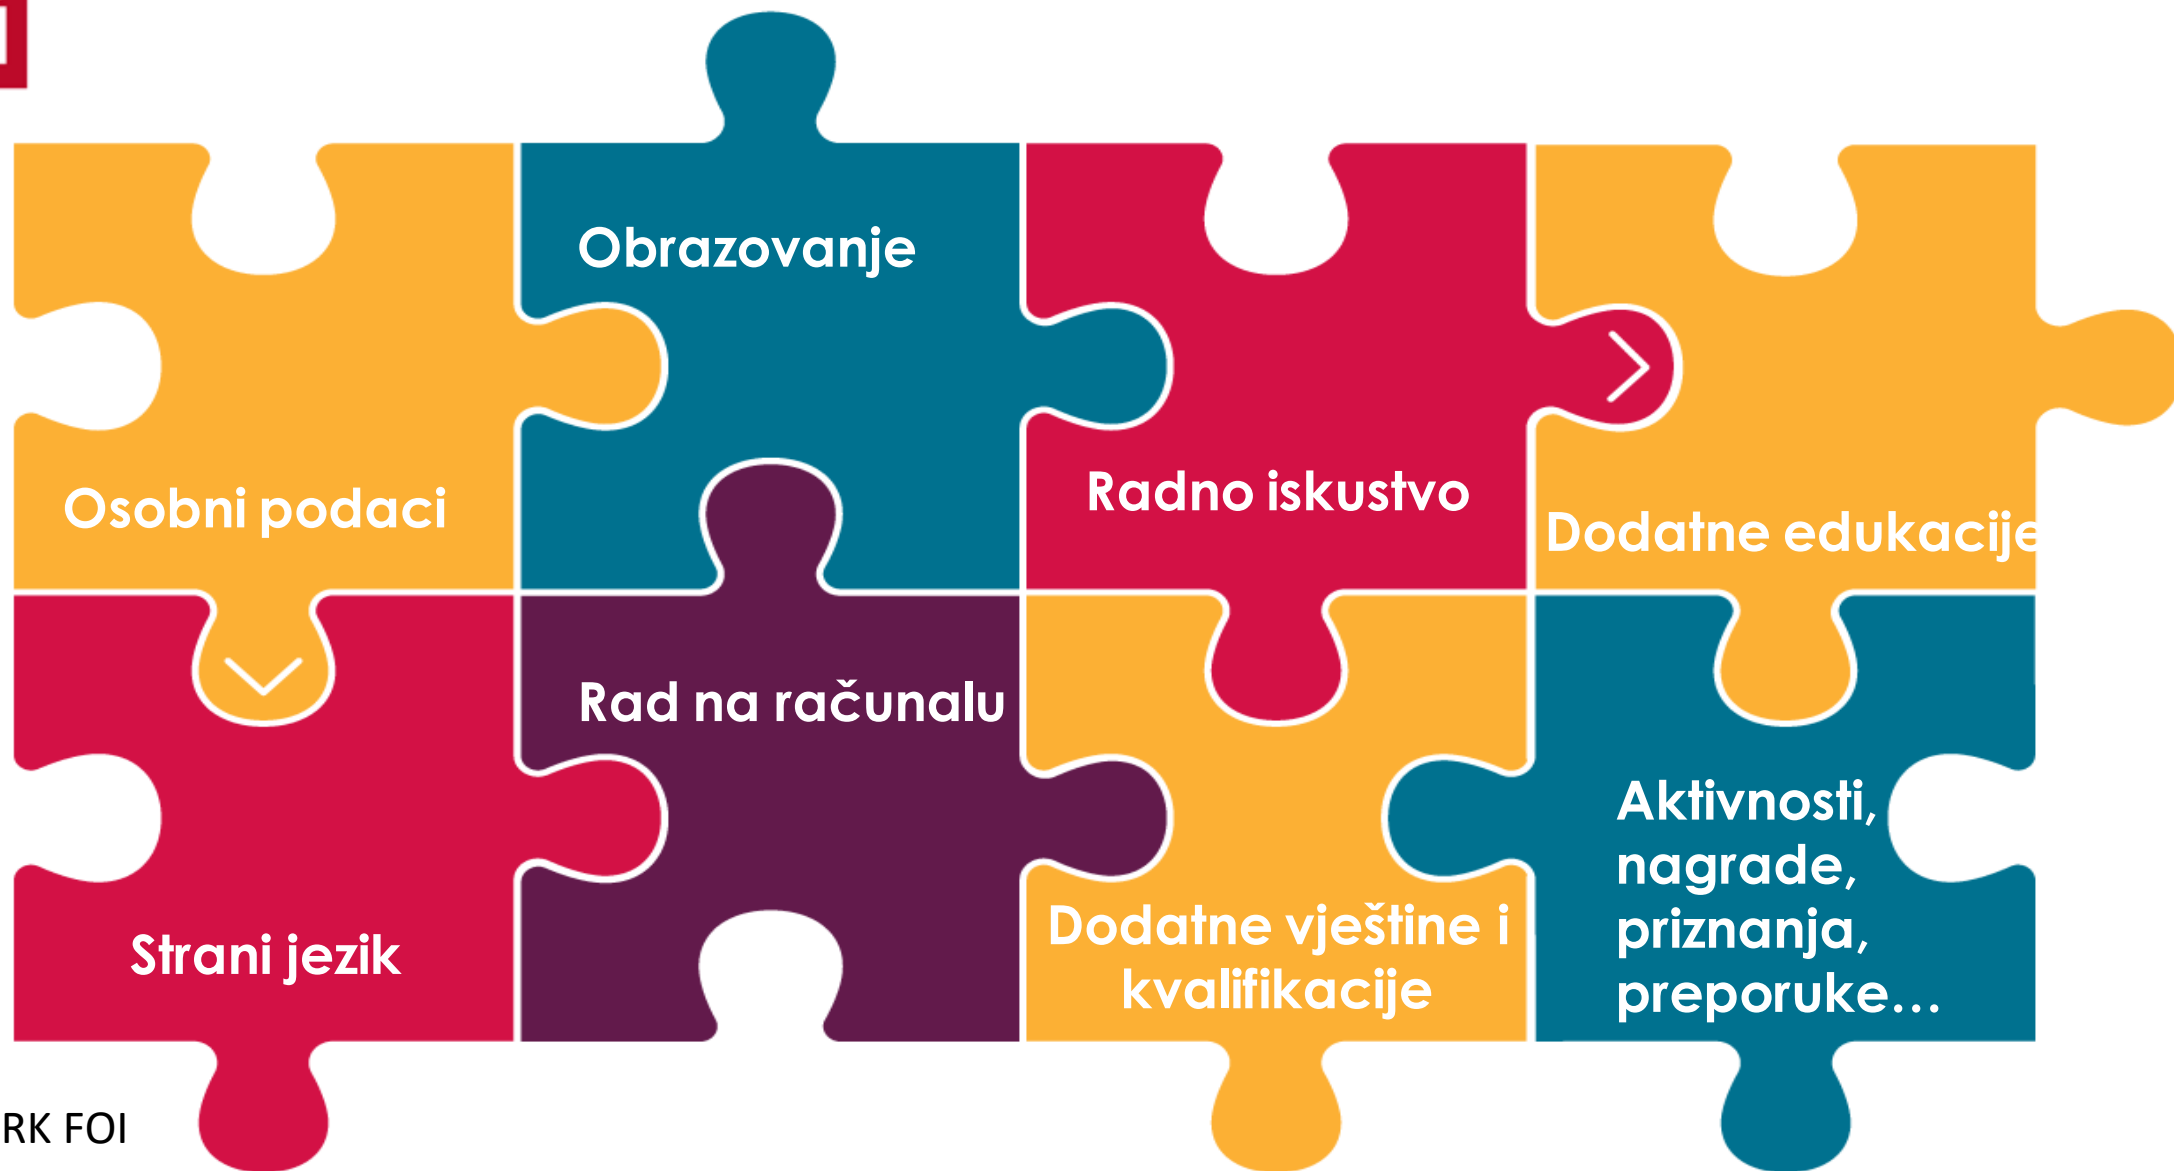 Obrazovanje
Osobni podaci
Radno iskustvo
Dodatne edukacije
Strani jezik
Rad na računalu
Dodatne vještine i
kvalifikacije
Aktivnosti,
nagrade,
priznanja,
preporuke...
RK FOI